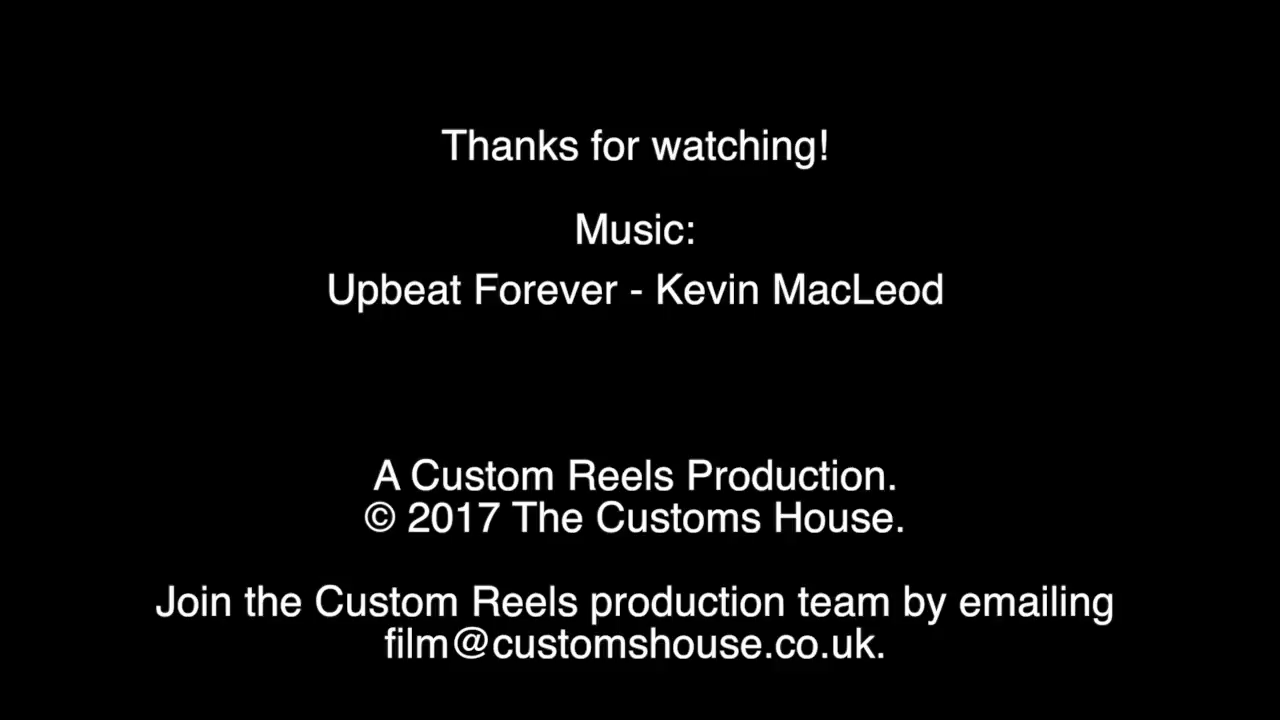 Thanks for watching!
Music:
Upbeat Forever - Kevin MacLeod
A Custom Reels Production.
© 2017 The Customs House.
Join the Custom Reels production team by emailing
film@customshouse.co.uk.